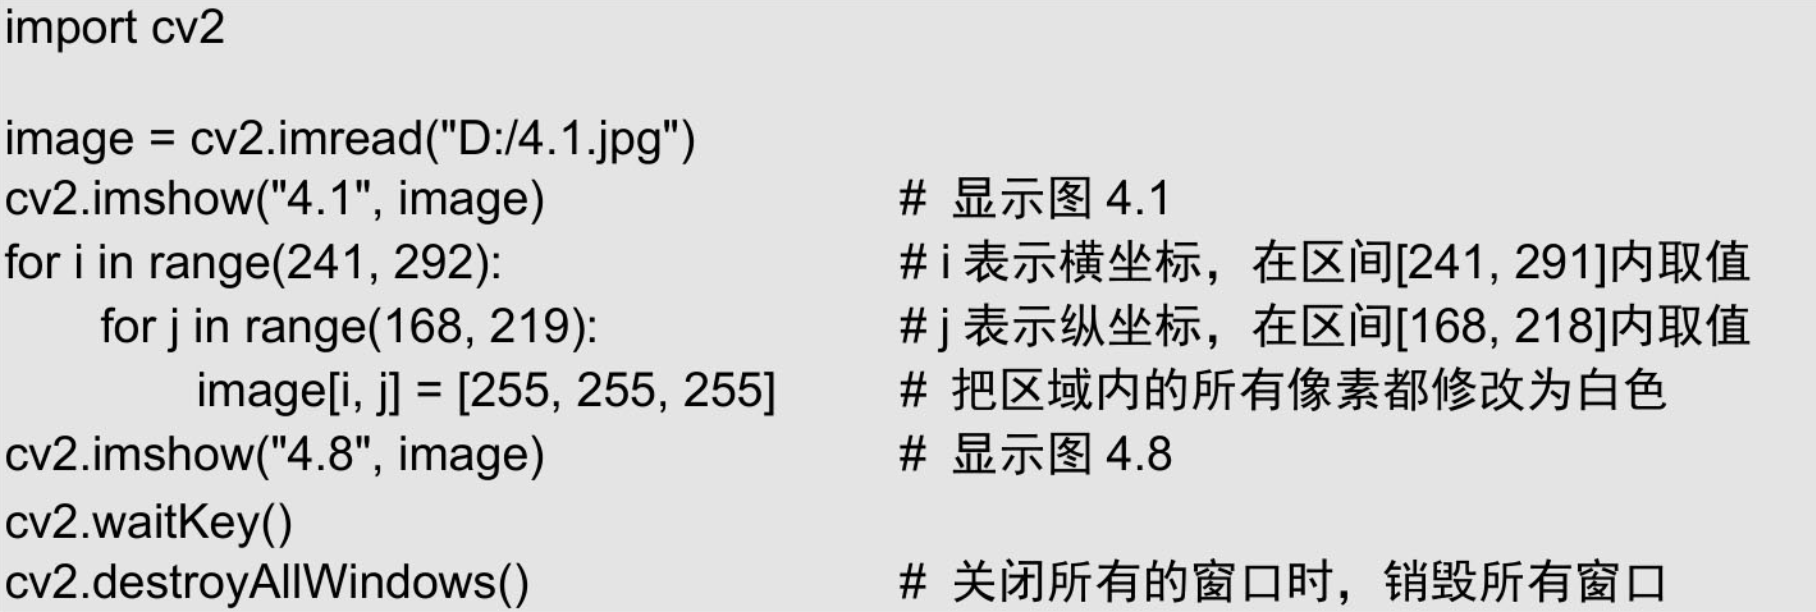 import cv2
image = cv2.imread("D:/4.1.jpg")
cv2.imshow("4.1", image) # 显示图 4.1
for i in range(241, 292): # i 表示横坐标，在区间[241, 291]内取值
for j in range(168, 219): # j 表示纵坐标，在区间[168, 218]内取值
image[i, j] = [255, 255, 255] # 把区域内的所有像素都修改为白色
cv2.imshow("4.8", image) # 显示图 4.8
cv2.waitKey()
cv2.destroyAllWindows() # 关闭所有的窗口时，销毁所有窗口